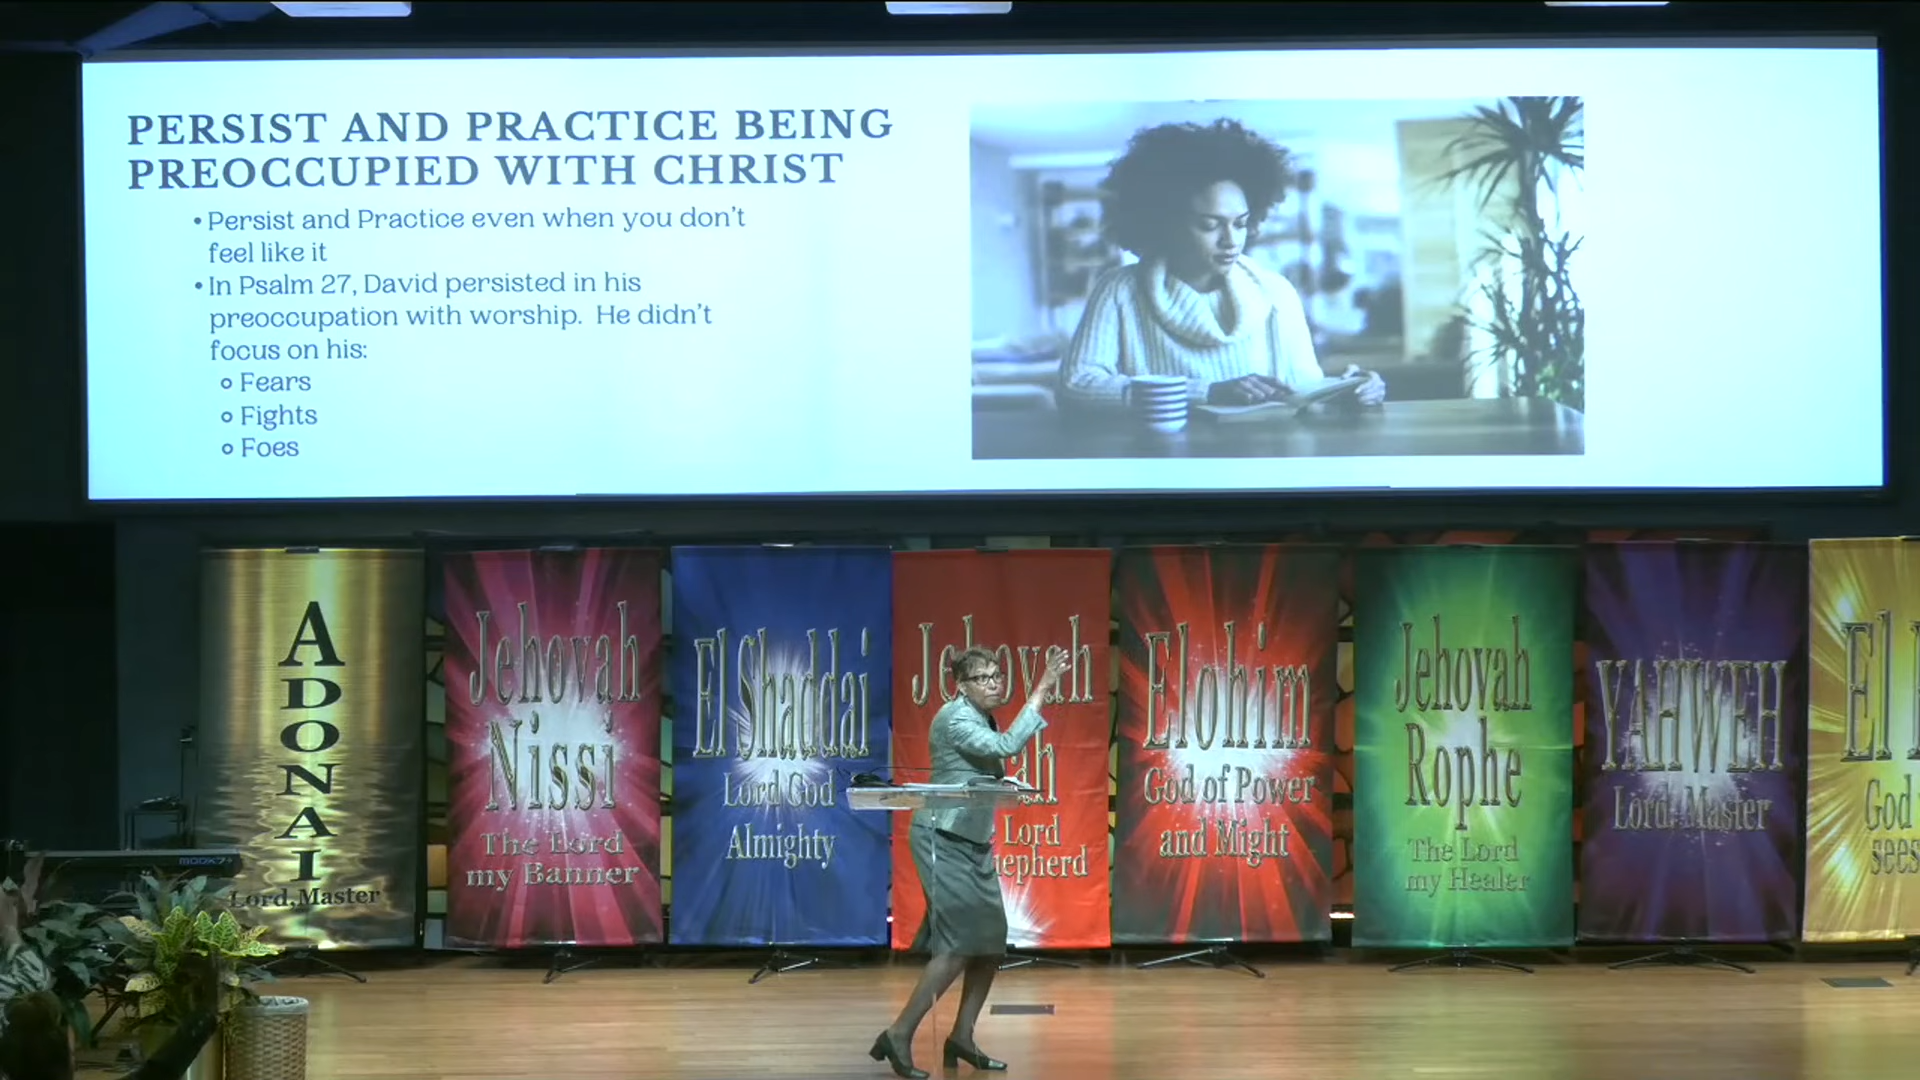 PERSIST AND PRACTICE BEING
PREOCCUPIED WITH CHRIST
• Persist and Practice even when you don't
feel like it
• In Psalm 27, David persisted in his
preoccupation with worship. He didn't
focus on his:
Fears
Fights
Foes
ADONAI
Lord, Master
Jehovah
Nissi
The Lord
my Banner
El Shaddai
Lord God
Almighty
Jehovah
Lord
Elohim
God of Power
and Might
Jehovah
Rophe
The Lord
my Healer
YAHWEH
Lord, Master
El
God
sees